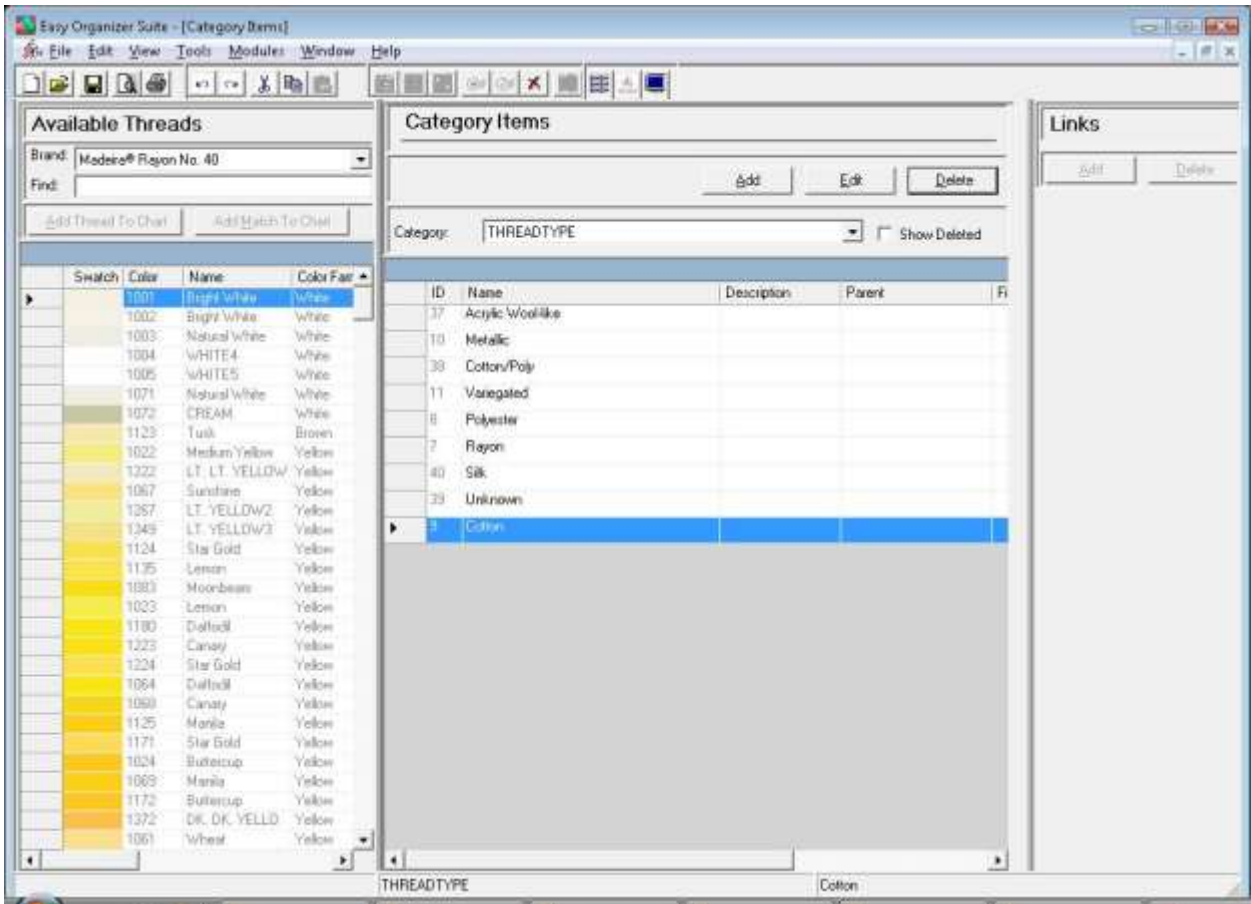 Easy Organizer Suite - [Category Items]
File Edit View Tools Modules Window Help
Available Threads
Brand: Madeira® Rayon No. 40
Find:
Add Thread To Chart Add Match To Chart
Swatch Color Name Color Fam
1001 Bright White White
1002 Bright White White
1003 Natural White White
1004 WHITE4 White
1005 WHITE5 White
1071 Natural White White
1072 CREAM White
1123 Tusk Brown
1022 Medium Yellow Yellow
1222 LT. LT. YELLOW Yellow
1067 Sunshine Yellow
1267 LT. YELLOW2 Yellow
1349 LT. YELLOW3 Yellow
1124 Star Gold Yellow
1135 Lemon Yellow
1083 Moonbeam Yellow
1023 Lemon Yellow
1180 Daffodil Yellow
1223 Canary Yellow
1224 Star Gold Yellow
1064 Daffodil Yellow
1068 Canary Yellow
1125 Manila Yellow
1171 Star Gold Yellow
1024 Buttercup Yellow
1069 Manila Yellow
1172 Buttercup Yellow
1372 DK. DK. YELLO Yellow
1061 Wheat Yellow
Category Items
Add Edit Delete
Category: THREADTYPE Show Deleted
ID Name Description Parent Fi
37 Acrylic Wool-like
10 Metallic
38 Cotton/Poly
11 Variegated
Polyester
7 Rayon
40 Silk
39 Unknown
9 Cotton
Links
Add Delete
THREADTYPE Cotton